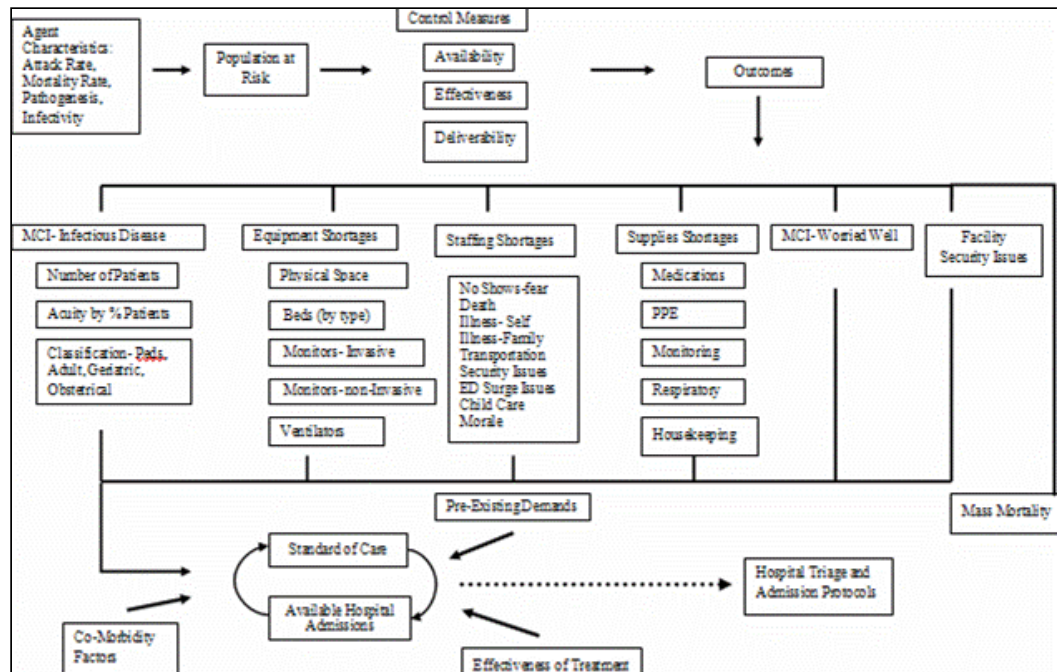 Control Measures
Agent
Characteristics:
Attack Rate,
Mortality Rate,
Pathogenesis,
Infectivity
Population at
Risk
Availability
Effectiveness
Deliverability
Outcomes
MCI- Infectious Disease
Number of Patients
Acuity by % Patients
Classification- Peds,
Adult, Geriatric,
Obstetrical
Equipment Shortages
Physical Space
Beds (by type)
Monitors- Invasive
Monitors- non-Invasive
Ventilators
Staffing Shortages
No Shows-fear
Death
Illness- Self
Illness-Family
Transportation
Security Issues
ED Surge Issues
Child Care
Morale
Supplies Shortages
Medications
PPE
Monitoring
Respiratory
Housekeeping
MCI- Worried Well
Facility
Security Issues
Mass Mortality
Pre-Existing Demands
Standard of Care
Available Hospital
Admissions
Hospital Triage and
Admission Protocols
Co-Morbidity
Factors
Effectiveness of Treatment